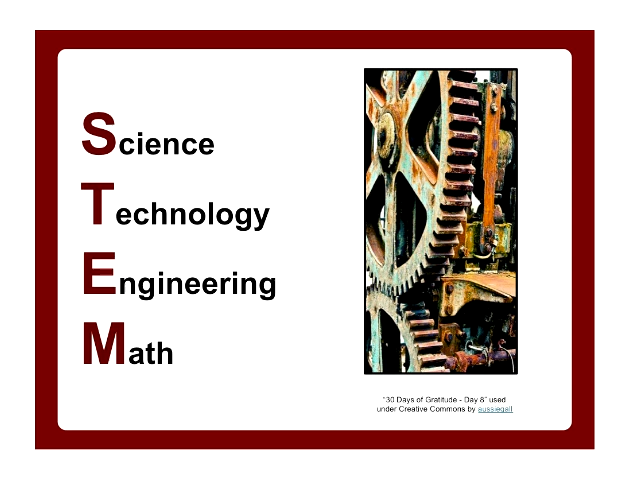 Science
Technology
Engineering
Math
"30 Days of Gratitude - Day 8" used
under Creative Commons by aussiegall